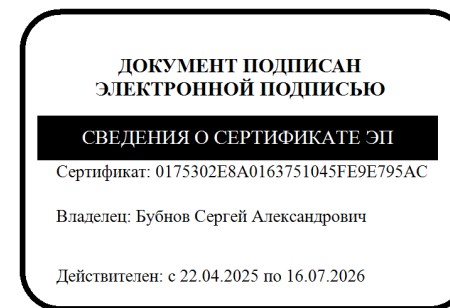 ДОКУМЕНТ ПОДПИСАН
ЭЛЕКТРОННОЙ ПОДПИСЬЮ
СВЕДЕНИЯ О СЕРТИФИКАТЕ ЭП
Сертификат: 0175302E8A0163751045FE9E795AC
Владелец: Бубнов Сергей Александрович
Действителен: с 22.04.2025 по 16.07.2026